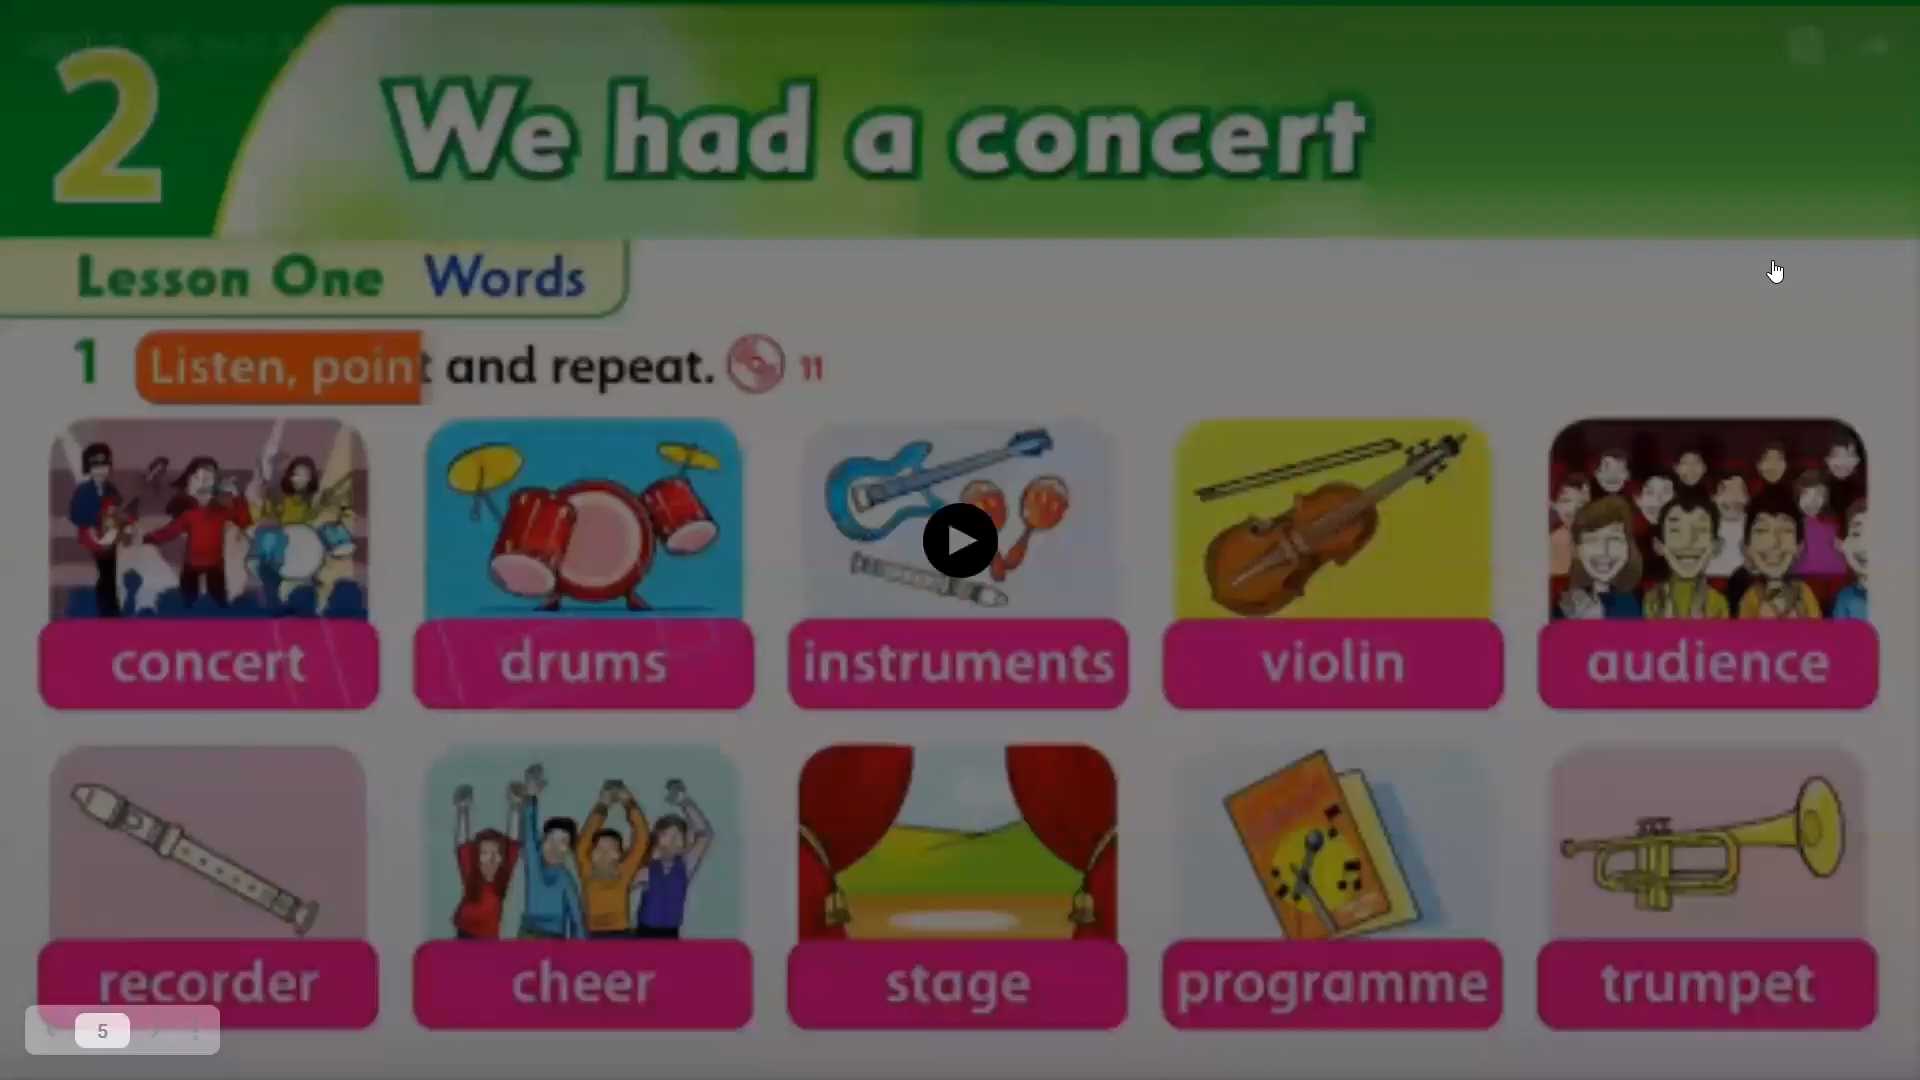 2 We had a concert
Lesson One Words
1 Listen, point and repeat. 11
concert drums instruments violin audience
recorder cheer stage programme trumpet
5